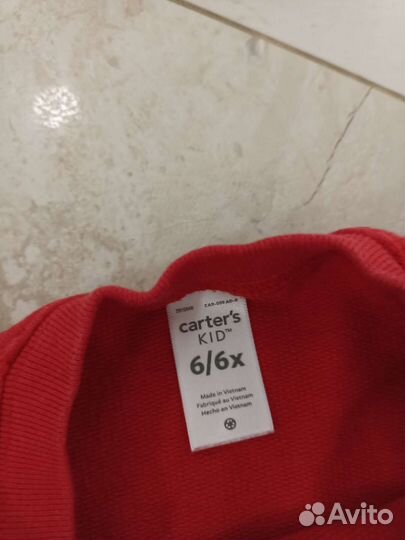 carter's
KID™
6/6x
Made in Vietnam
Fabriqué au Vietnam
Hecho en Vietnam
Avito